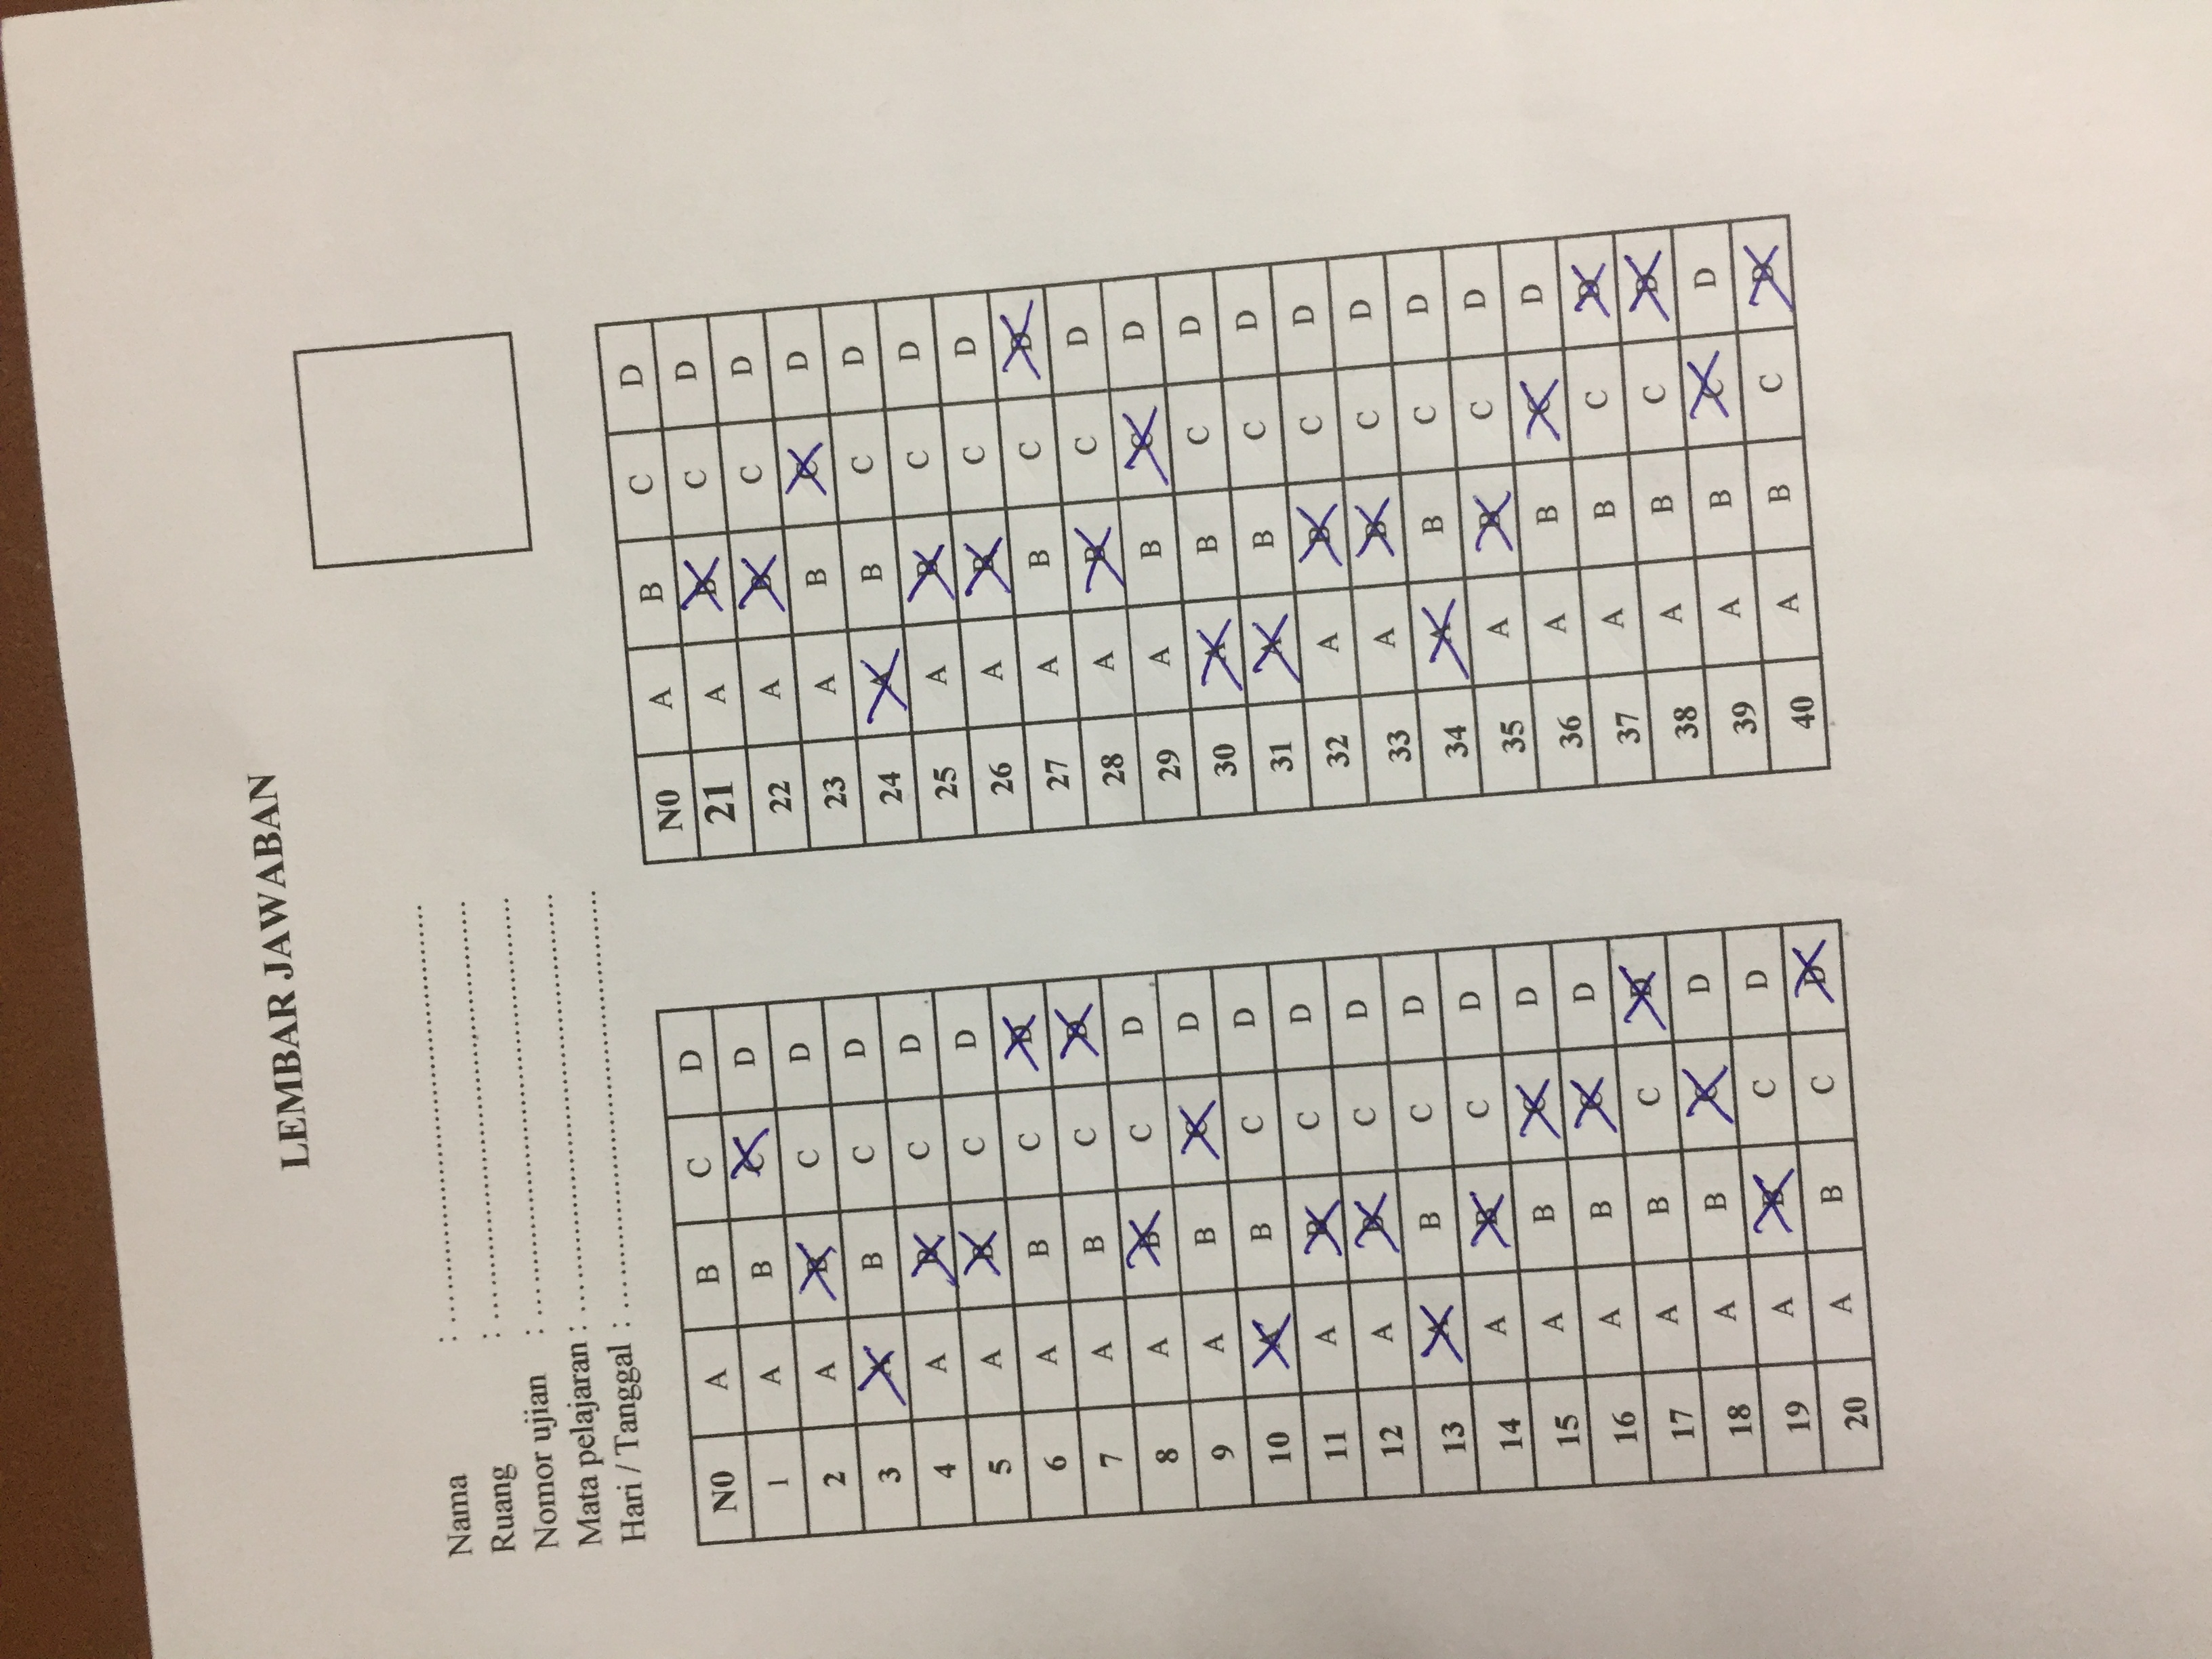 LEMBAR JAWABAN
Nama : ........................................
Ruang : ........................................
Nomor ujian : ........................................
Mata pelajaran : ........................................
Hari / Tanggal : ........................................
N0 A B C D
1 A B C D
2 A B C D
3 A B C D
4 A B C D
5 A B C D
6 A B C D
7 A B C D
8 A B C D
9 A B C D
10 A B C D
11 A B C D
12 A B C D
13 A B C D
14 A B C D
15 A B C D
16 A B C D
17 A B C D
18 A B C D
19 A B C D
20 A B C D
N0 A B C D
21 A B C D
22 A B C D
23 A B C D
24 A B C D
25 A B C D
26 A B C D
27 A B C D
28 A B C D
29 A B C D
30 A B C D
31 A B C D
32 A B C D
33 A B C D
34 A B C D
35 A B C D
36 A B C D
37 A B C D
38 A B C D
39 A B C D
40 A B C D